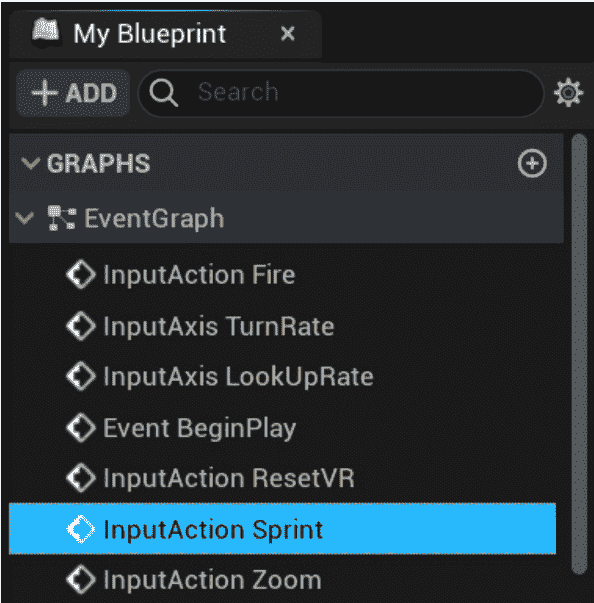 My Blueprint
ADD
Search
GRAPHS
EventGraph
InputAction Fire
InputAxis TurnRate
InputAxis LookUpRate
Event BeginPlay
InputAction ResetVR
InputAction Sprint
InputAction Zoom